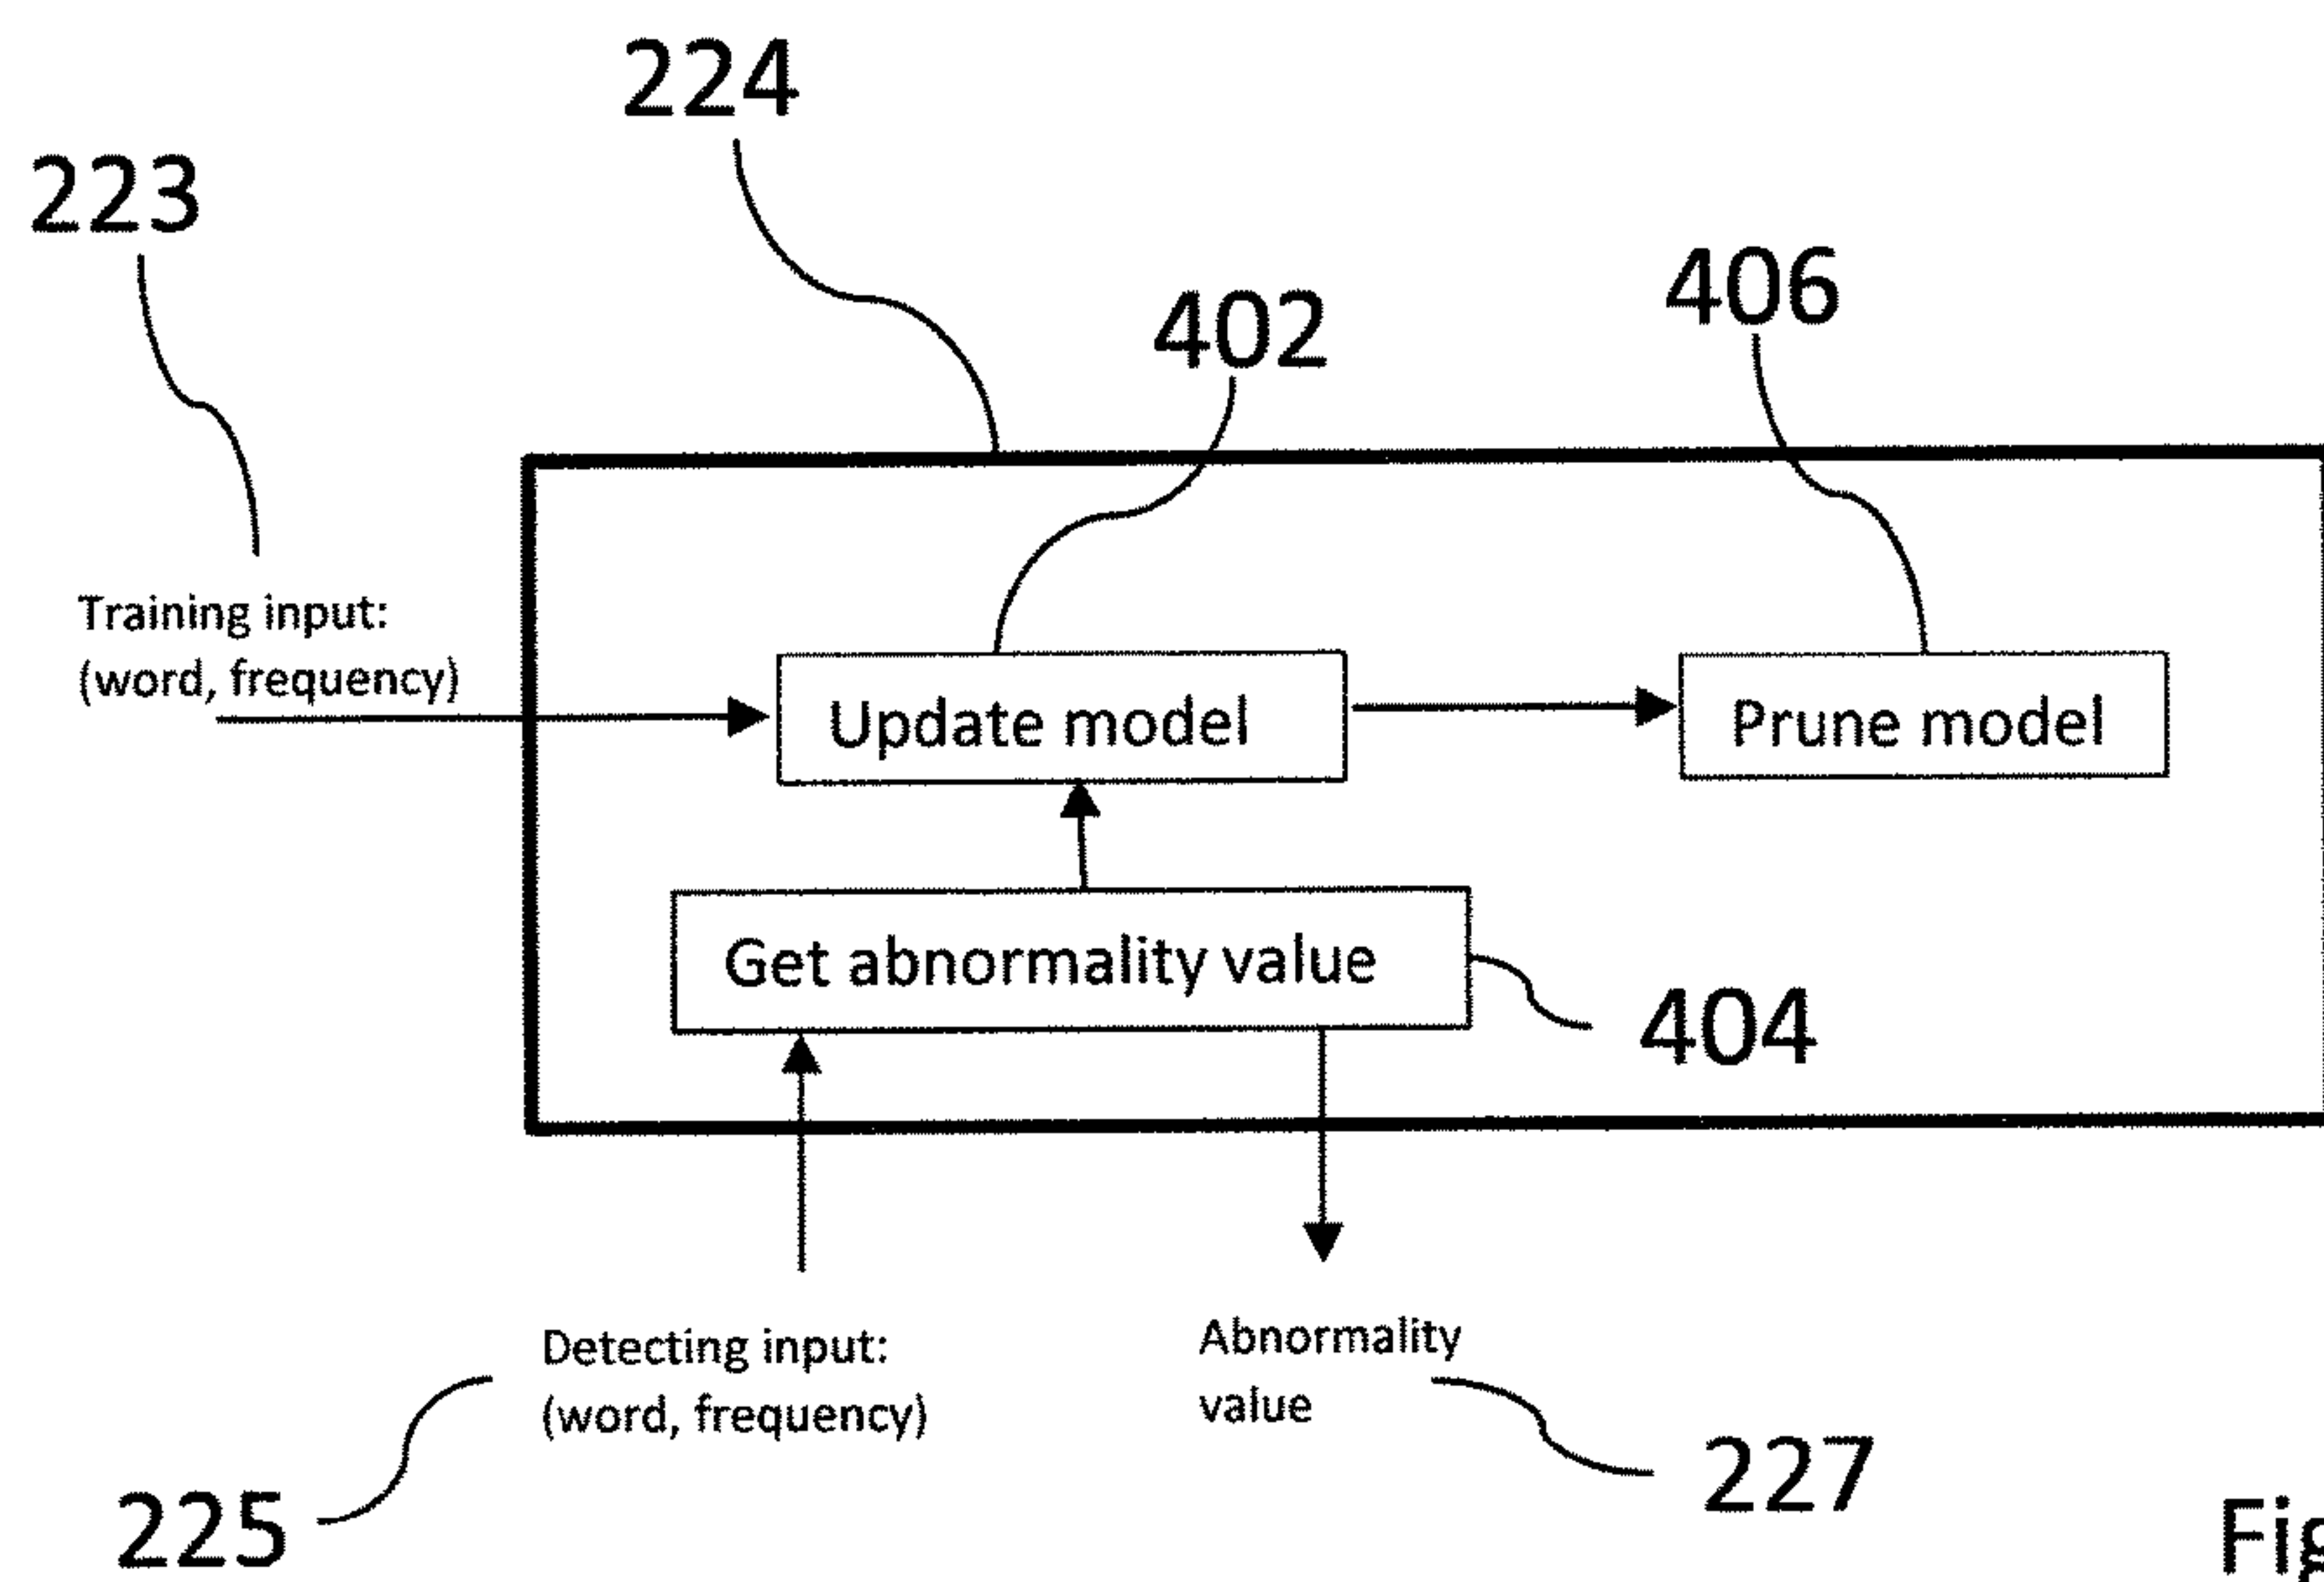 224
223
402
406
Training input:
(word, frequency)
Update model
Prune model
Get abnormality value
404
Detecting input:
(word, frequency)
Abnormality
value
225
227
Fig